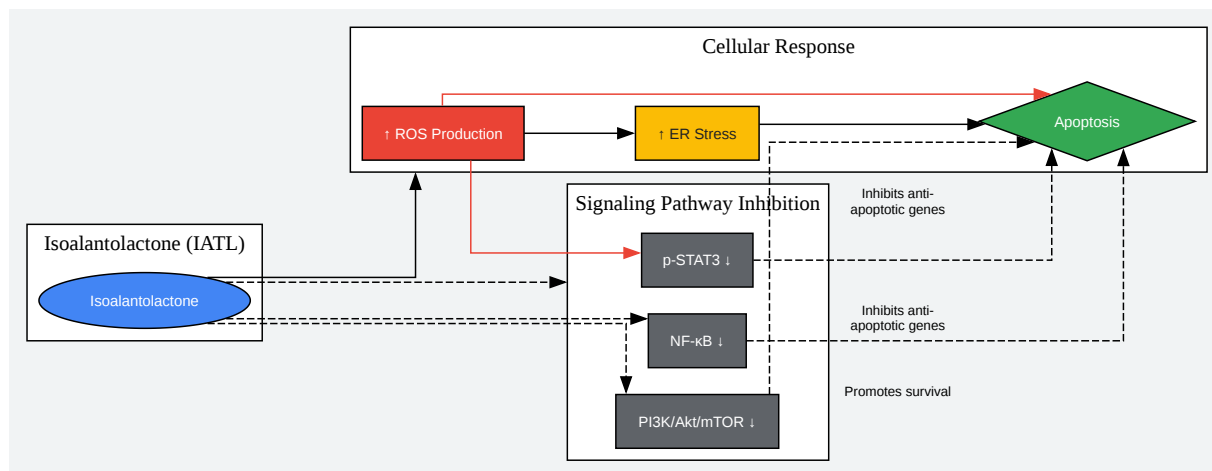 Cellular Response
↑ ROS Production
↑ ER Stress
Apoptosis
Signaling Pathway Inhibition
Inhibits anti-
apoptotic genes
Isoalantolactone (IATL)
p-STAT3 ↓
Isoalantolactone
Inhibits anti-
apoptotic genes
NF-κB ↓
Promotes survival
PI3K/Akt/mTOR ↓